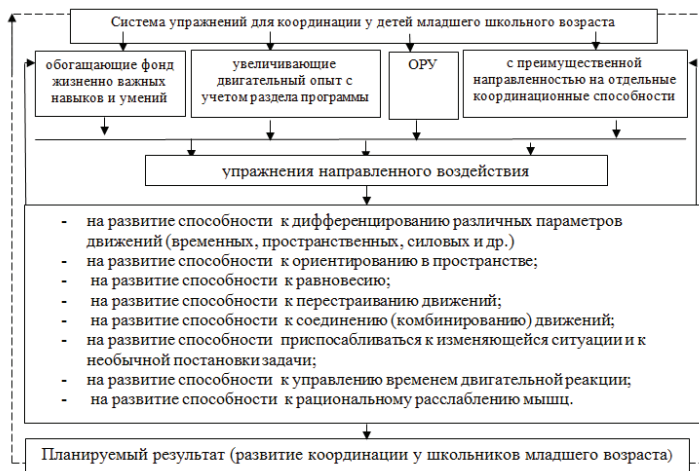 Система упражнений для координации у детей младшего школьного возраста
обогащающие фонд
жизненно важных
навыков и умений
увеличивающие
двигательный опыт с
учетом раздела программы
ОРУ
с преимущественной
направленностью на отдельные
координационные способности
упражнения направленного воздействия
- на развитие способности к дифференцированию различных параметров
движений (временных, пространственных, силовых и др.)
- на развитие способности к ориентированию в пространстве;
- на развитие способности к равновесию;
- на развитие способности к перестраиванию движений;
- на развитие способности к соединению (комбинированию) движений;
- на развитие способности приспосабливаться к изменяющейся ситуации и к
необычной постановки задачи;
- на развитие способности к управлению временем двигательной реакции;
- на развитие способности к рациональному расслаблению мышц.
Планируемый результат (развитие координации у школьников младшего возраста)